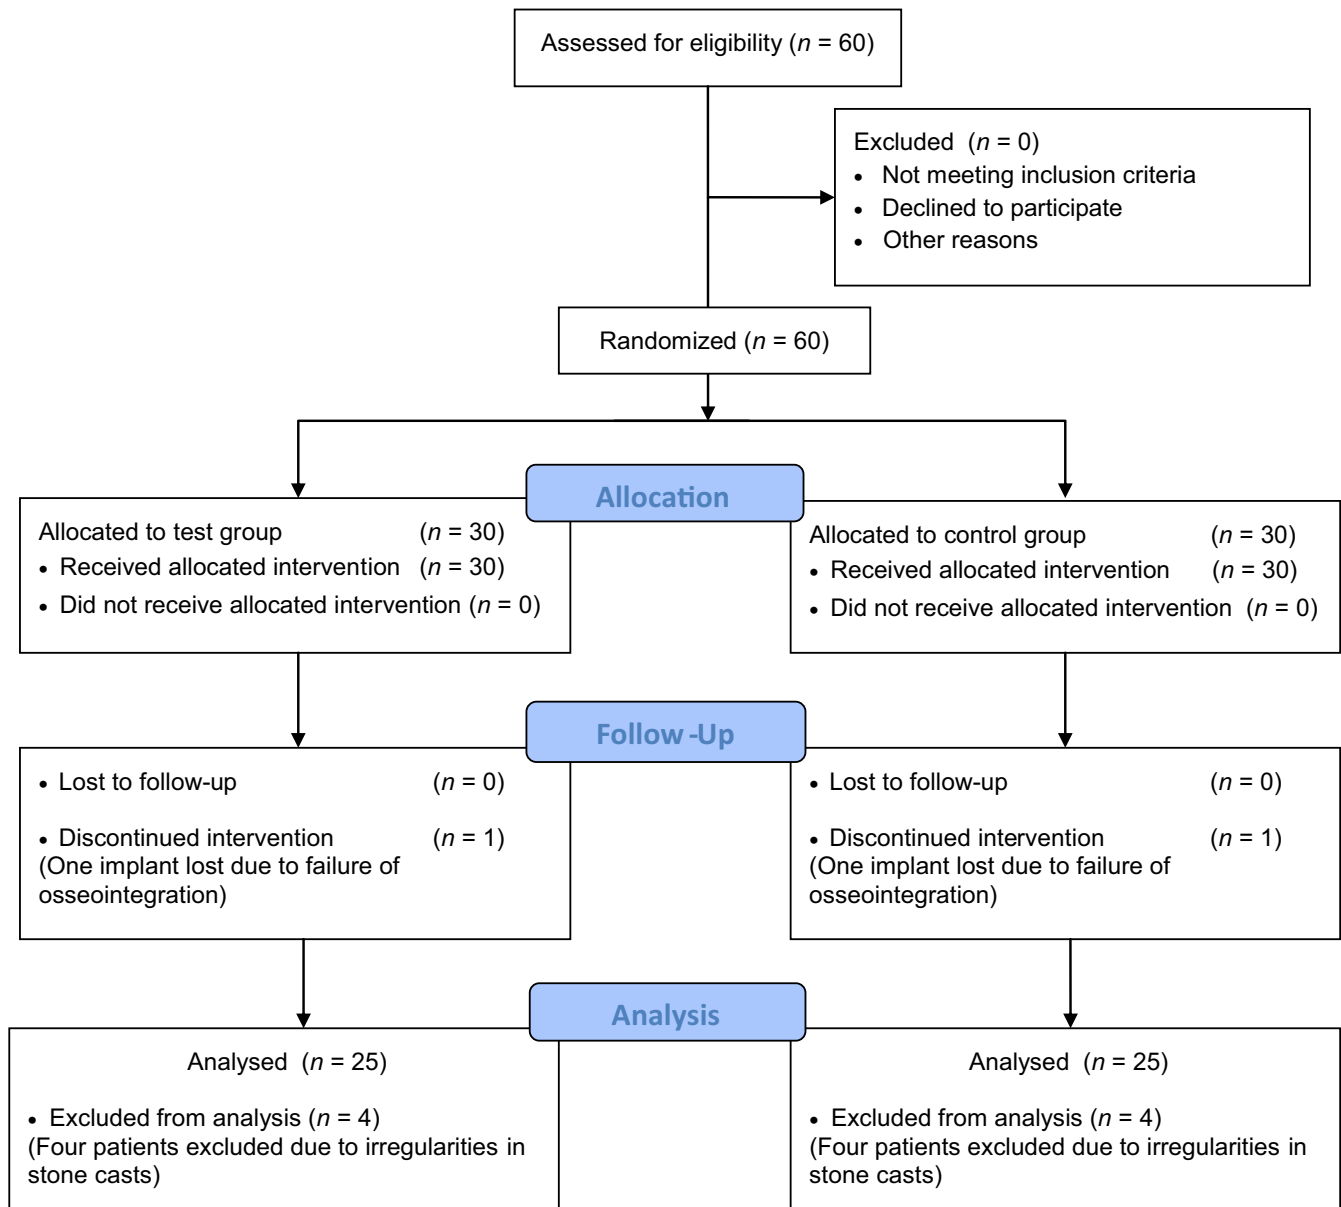 Assessed for eligibility (n = 60)
Excluded (n = 0)
• Not meeting inclusion criteria
• Declined to participate
• Other reasons
Randomized (n = 60)
Allocation
Allocated to test group (n = 30)
• Received allocated intervention (n = 30)
• Did not receive allocated intervention (n = 0)
Allocated to control group (n = 30)
• Received allocated intervention (n = 30)
• Did not receive allocated intervention (n = 0)
Follow-Up
• Lost to follow-up (n = 0)
• Discontinued intervention (n = 1)
(One implant lost due to failure of
osseointegration)
• Lost to follow-up (n = 0)
• Discontinued intervention (n = 1)
(One implant lost due to failure of
osseointegration)
Analysis
Analysed (n = 25)
• Excluded from analysis (n = 4)
(Four patients excluded due to irregularities in
stone casts)
Analysed (n = 25)
• Excluded from analysis (n = 4)
(Four patients excluded due to irregularities in
stone casts)